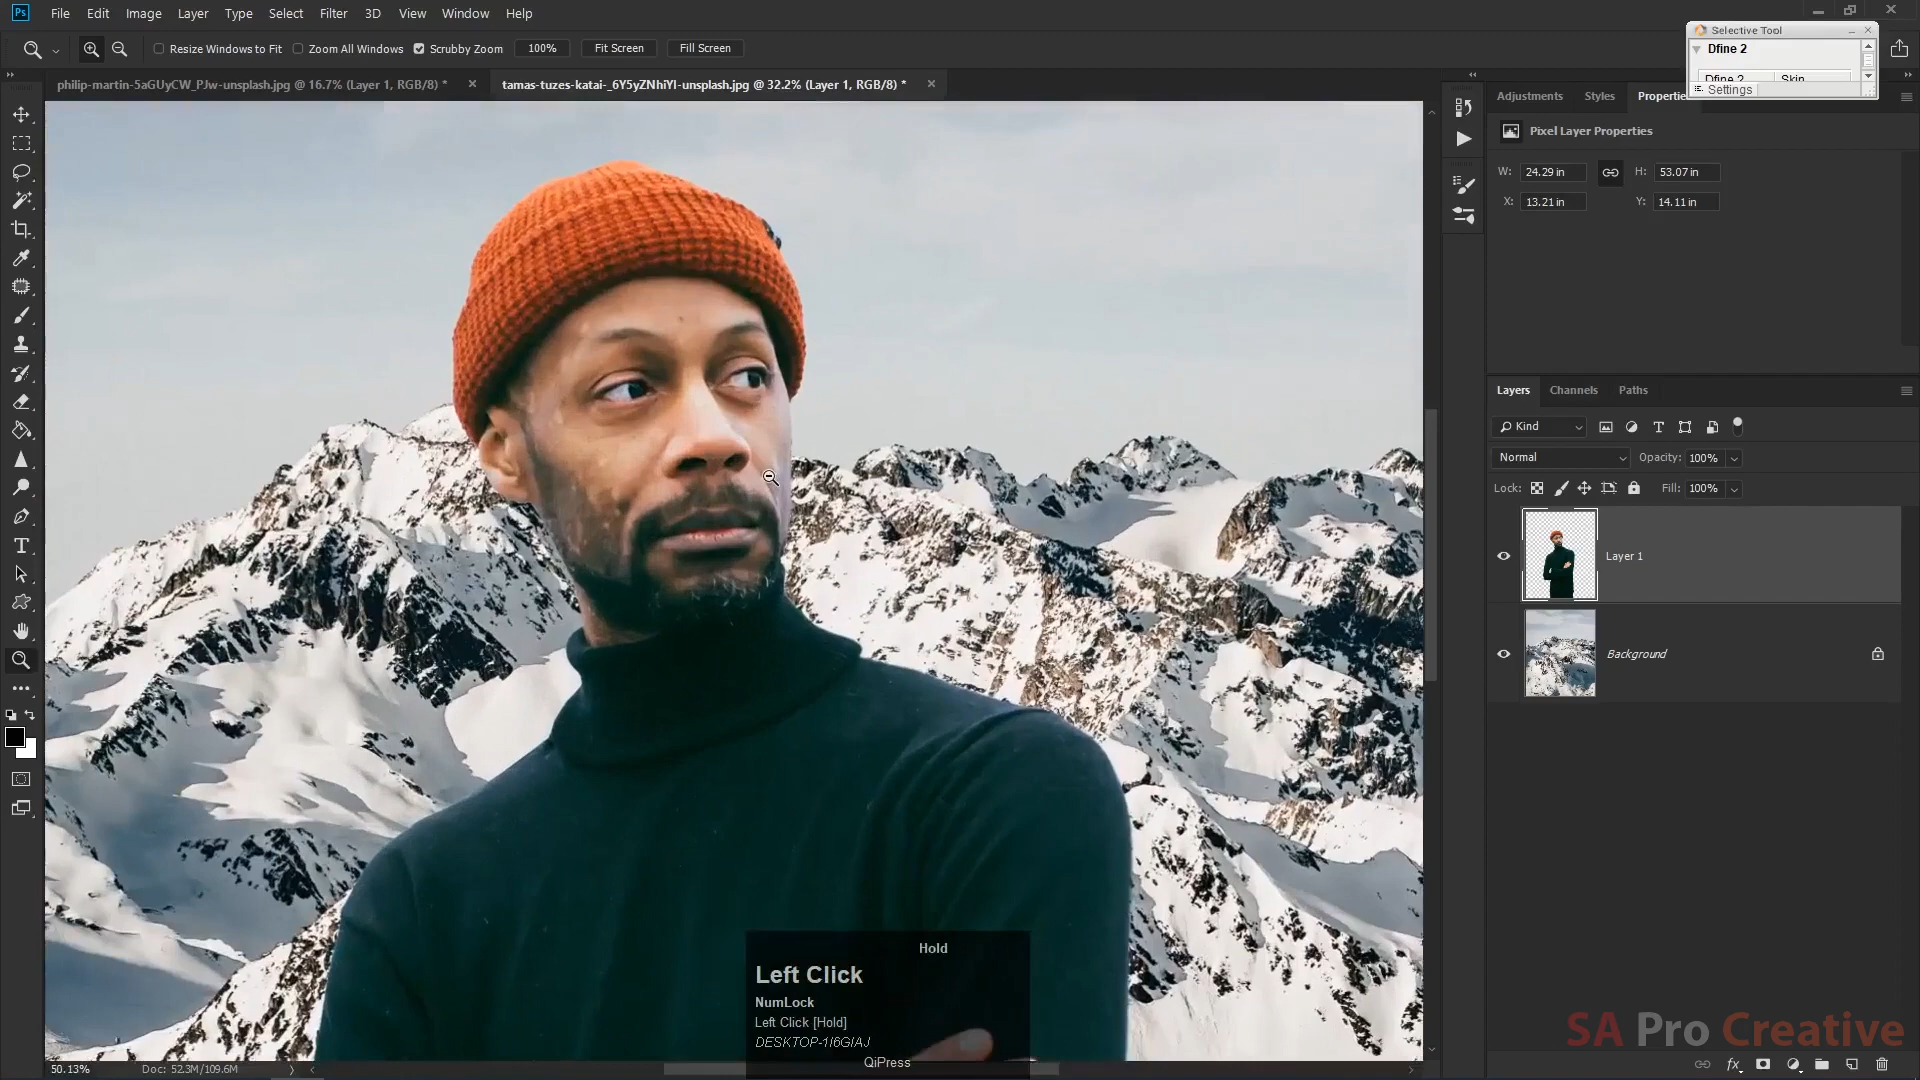 Ps File Edit Image Layer Type Select Filter 3D View Window Help
Selective Tool
Resize Windows to Fit Zoom All Windows Scrubby Zoom 100% Fit Screen Fill Screen
Dfine 2
Dfine 2 Skin
Settings
philip-martin-5aGUyCW_PJw-unsplash.jpg @ 16.7% (Layer 1, RGB/8) *
tamas-tuzes-katai-_6Y5yZNhiYI-unsplash.jpg @ 32.2% (Layer 1, RGB/8) *
Adjustments Styles Properties
Pixel Layer Properties
W: 24.29 in H: 53.07 in
X: 13.21 in Y: 14.11 in
Layers Channels Paths
Kind
Normal Opacity: 100%
Lock: Fill: 100%
Layer 1
Background
Hold
Left Click
NumLock
Left Click [Hold]
DESKTOP-1I6GIAJ
QiPress
SA Pro Creative
50.13% Doc: 52.3M/109.6M